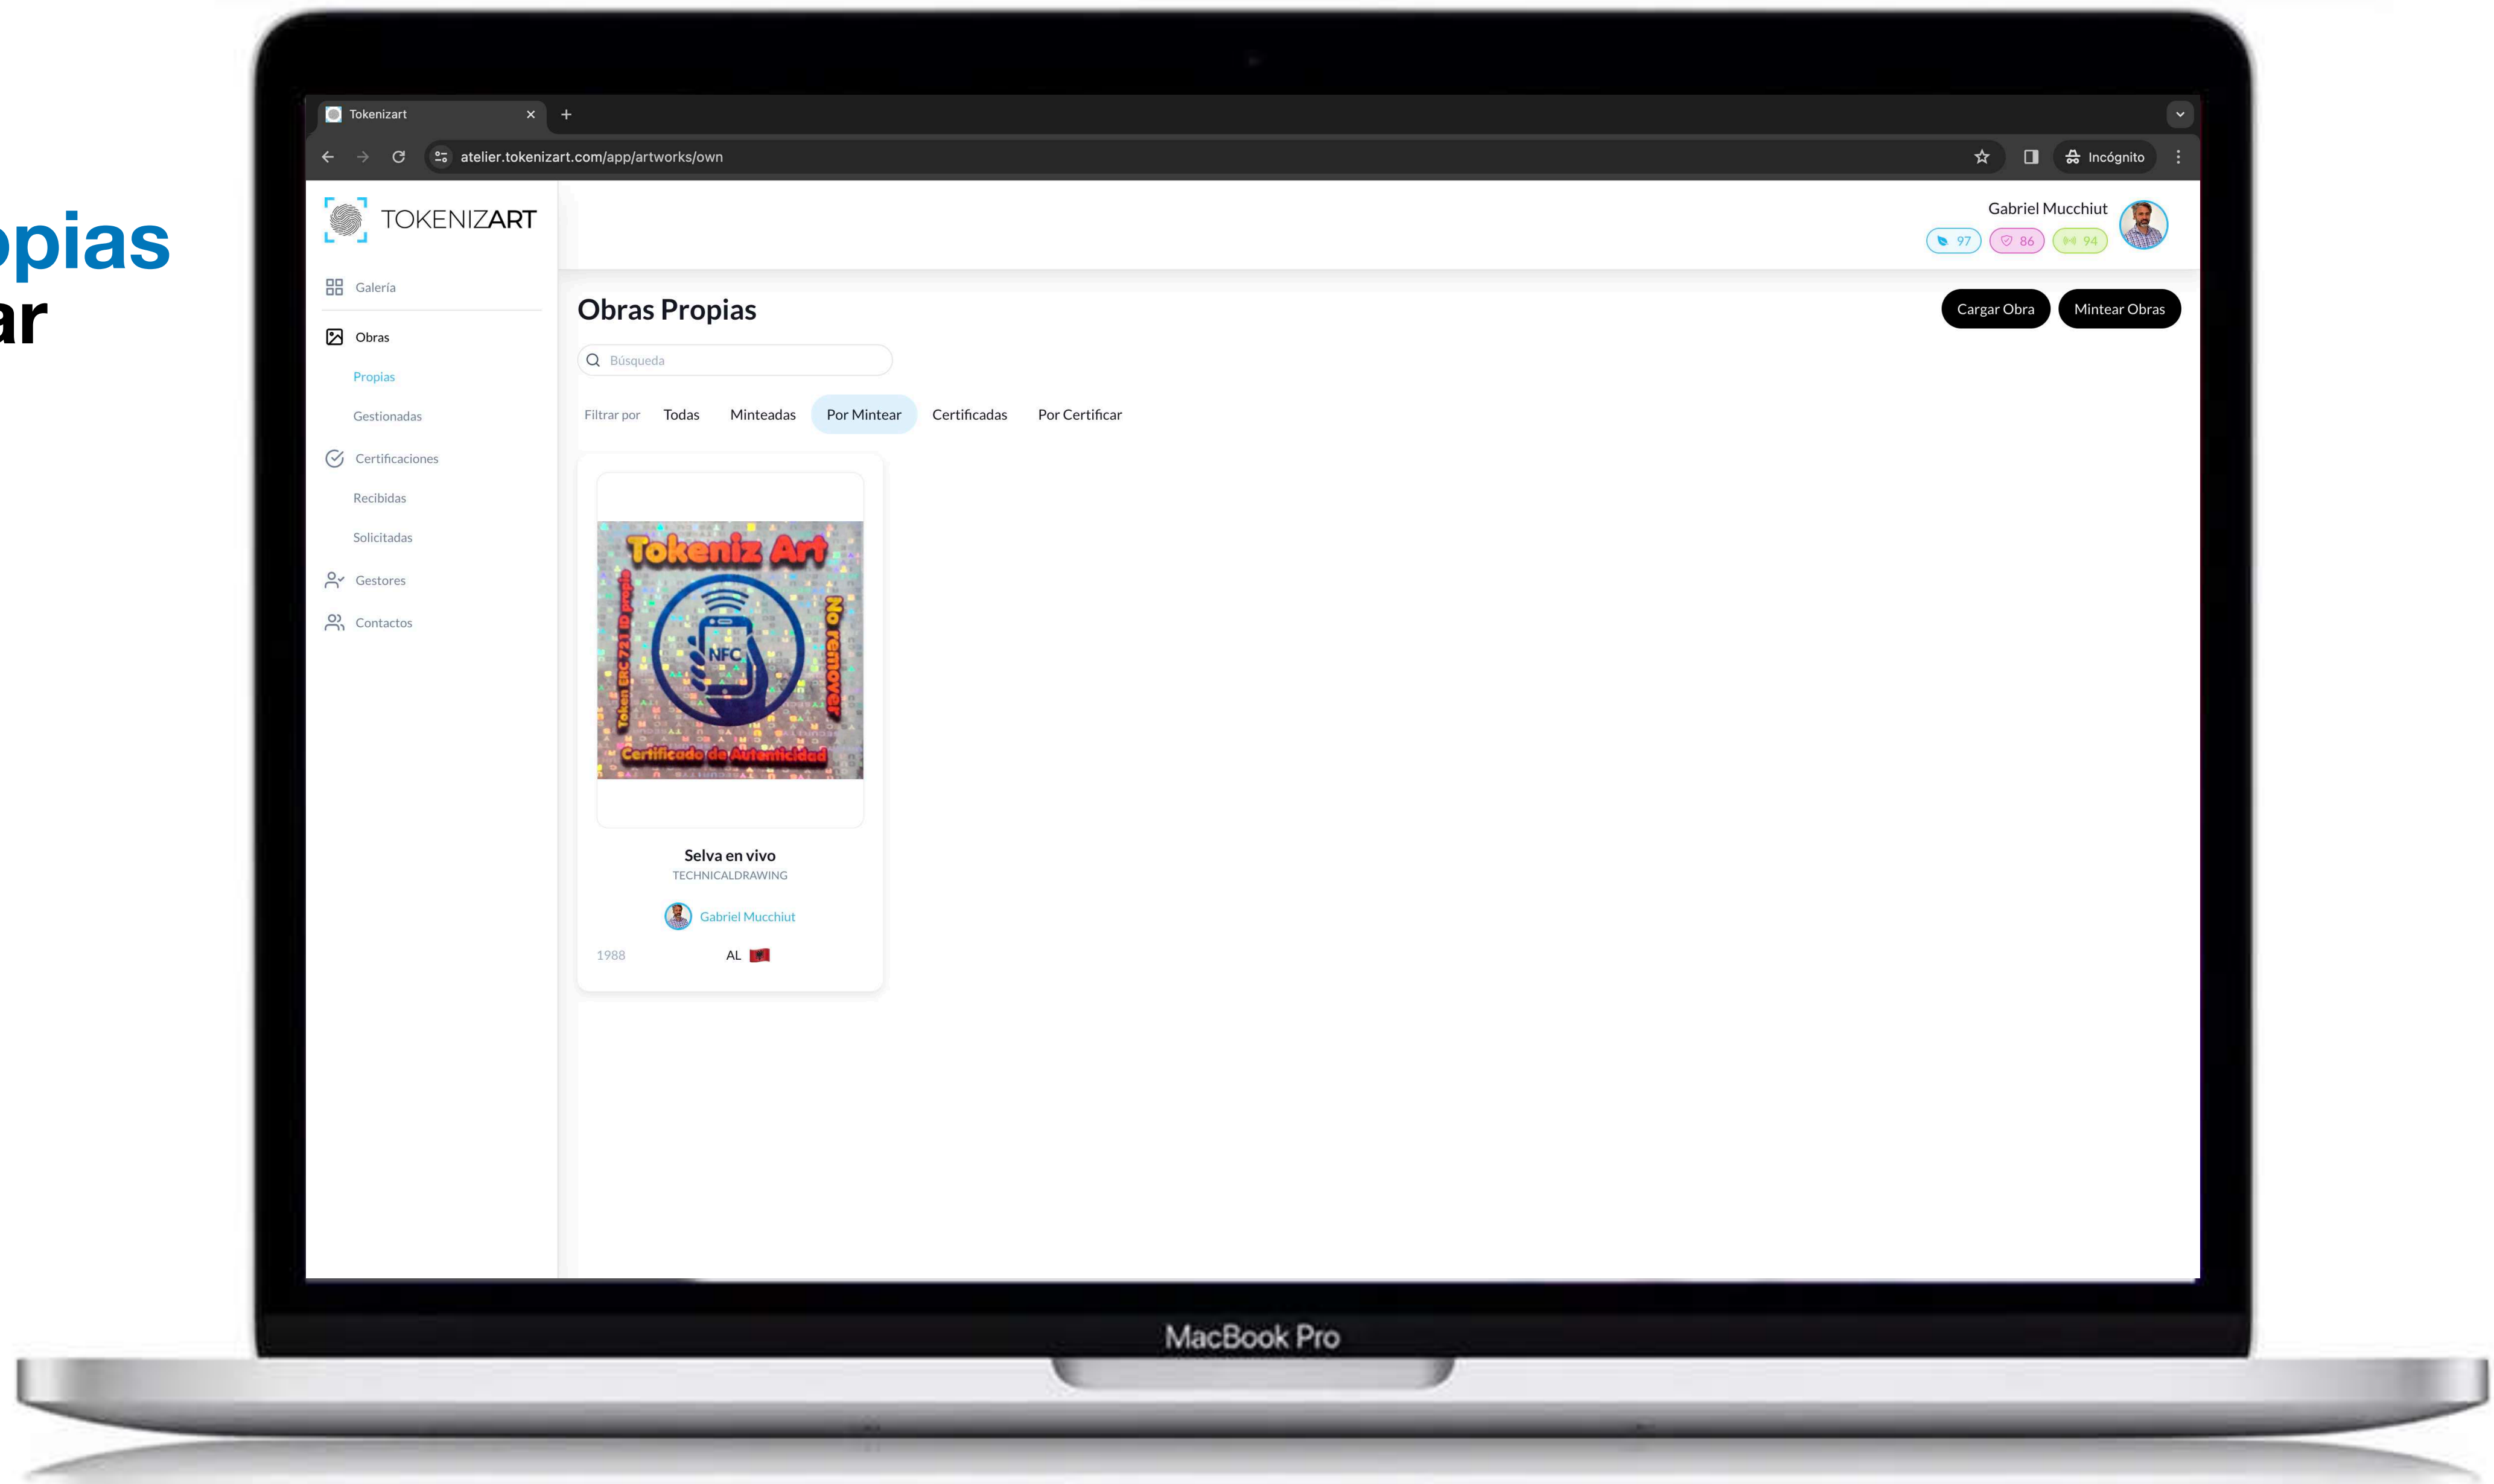 opias
ar
Tokenizart
atelier.tokenizart.com/app/artworks/own
Incógnito
TOKENIZART
Gabriel Mucchiut
97 86 94
Galería
Obras
Propias
Gestionadas
Certificaciones
Recibidas
Solicitadas
Gestores
Contactos
Obras Propias
Cargar Obra
Mintear Obras
Búsqueda
Filtrar por Todas Minteadas Por Mintear Certificadas Por Certificar
Tokeniz Art
Token ERC 721 ID propio
NFC
No remover
Certificado de Autenticidad
Selva en vivo
TECHNICALDRAWING
Gabriel Mucchiut
1988 AL
MacBook Pro